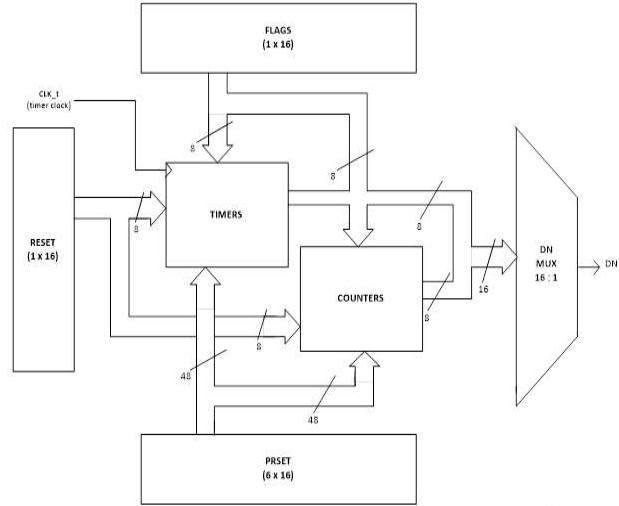 FLAGS
(1 x 16)
CLK_t
(timer clock)
8
8
8
8
TIMERS
RESET
(1 x 16)
8
DN
MUX
16 : 1
DN
16
COUNTERS
8
8
48
48
PRSET
(6 x 16)